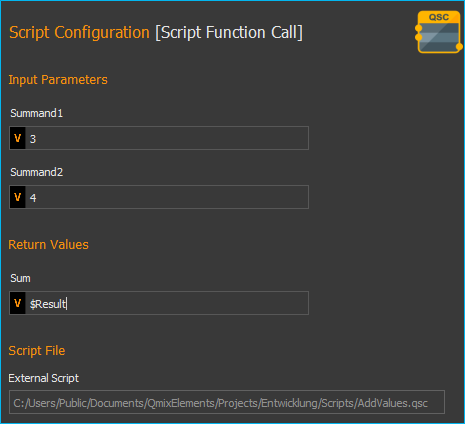 QSC
Script Configuration [Script Function Call]
Input Parameters
Summand1
V 3
Summand2
V 4
Return Values
Sum
V $Result
Script File
External Script
C:/Users/Public/Documents/QmixElements/Projects/Entwicklung/Scripts/AddValues.qsc